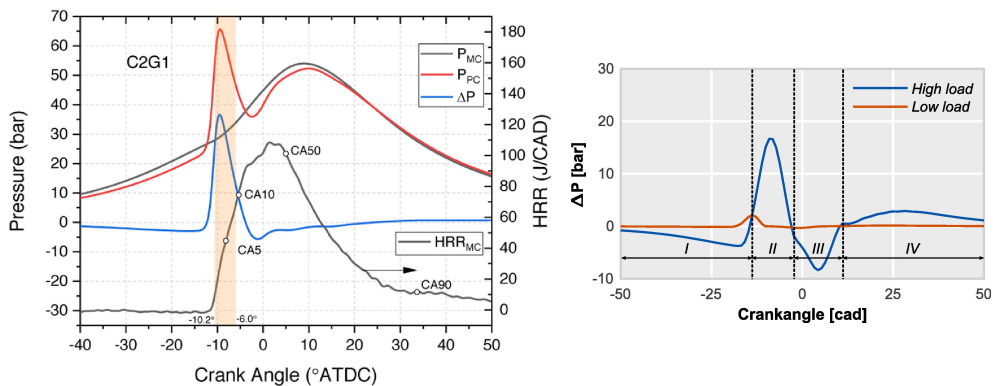 70
60
50
40
30
20
10
0
-10
-20
-30
Pressure (bar)
C2G1
P_MC
P_PC
ΔP
HRR_MC
CA50
CA10
CA5
CA90
-10.2°
-6.0°
180
160
140
120
100
80
60
40
20
0
HRR (J/CAD)
-40
-30
-20
-10
0
10
20
30
40
50
Crank Angle (°ATDC)
30
20
10
0
-10
ΔP [bar]
High load
Low load
I
II
III
IV
-50
-25
0
25
50
Crankangle [cad]